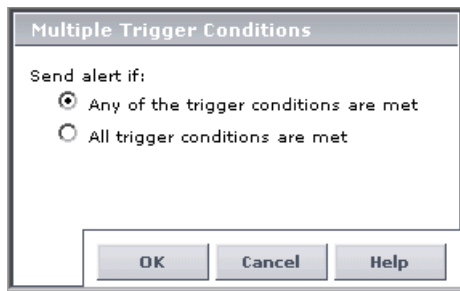 Multiple Trigger Conditions
Send alert if:
Any of the trigger conditions are met
All trigger conditions are met
OK Cancel Help